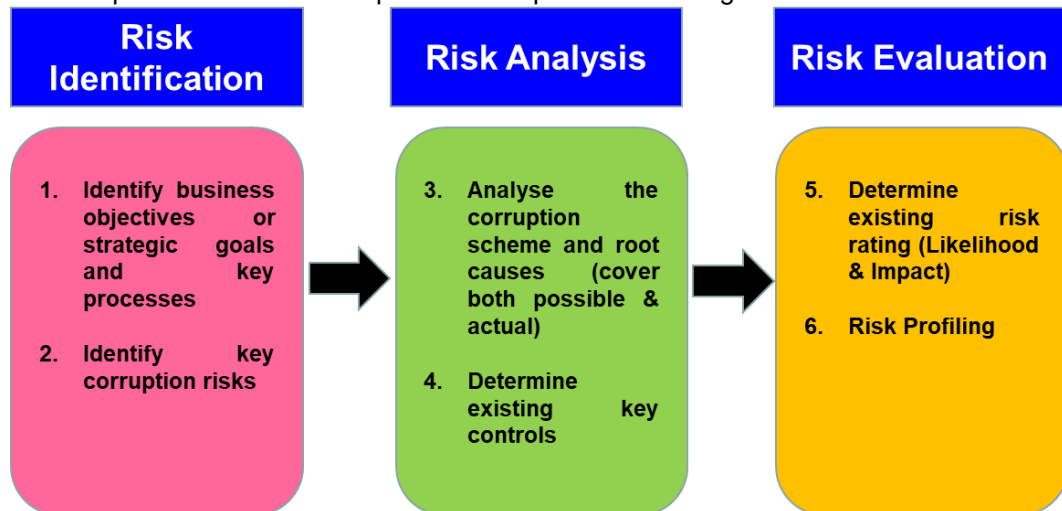 Risk
Identification
1. Identify business
objectives or
strategic goals
and key
processes
2. Identify key
corruption risks
Risk Analysis
3. Analyse the
corruption
scheme and root
causes (cover
both possible &
actual)
4. Determine
existing key
controls
Risk Evaluation
5. Determine
existing risk
rating (Likelihood
& Impact)
6. Risk Profiling